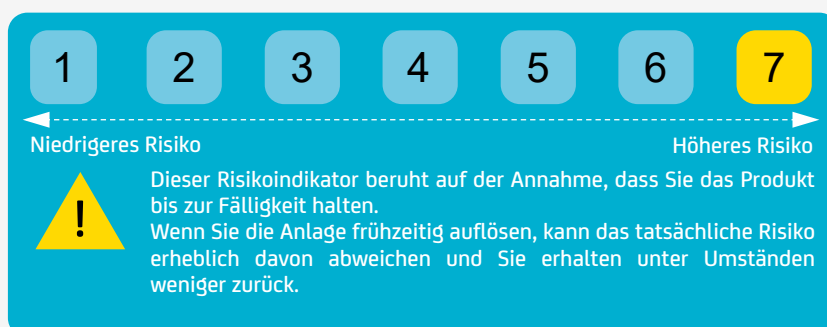 1 2 3 4 5 6 7
Niedrigeres Risiko Höheres Risiko
!
Dieser Risikoindikator beruht auf der Annahme, dass Sie das Produkt
bis zur Fälligkeit halten.
Wenn Sie die Anlage frühzeitig auflösen, kann das tatsächliche Risiko
erheblich davon abweichen und Sie erhalten unter Umständen
weniger zurück.